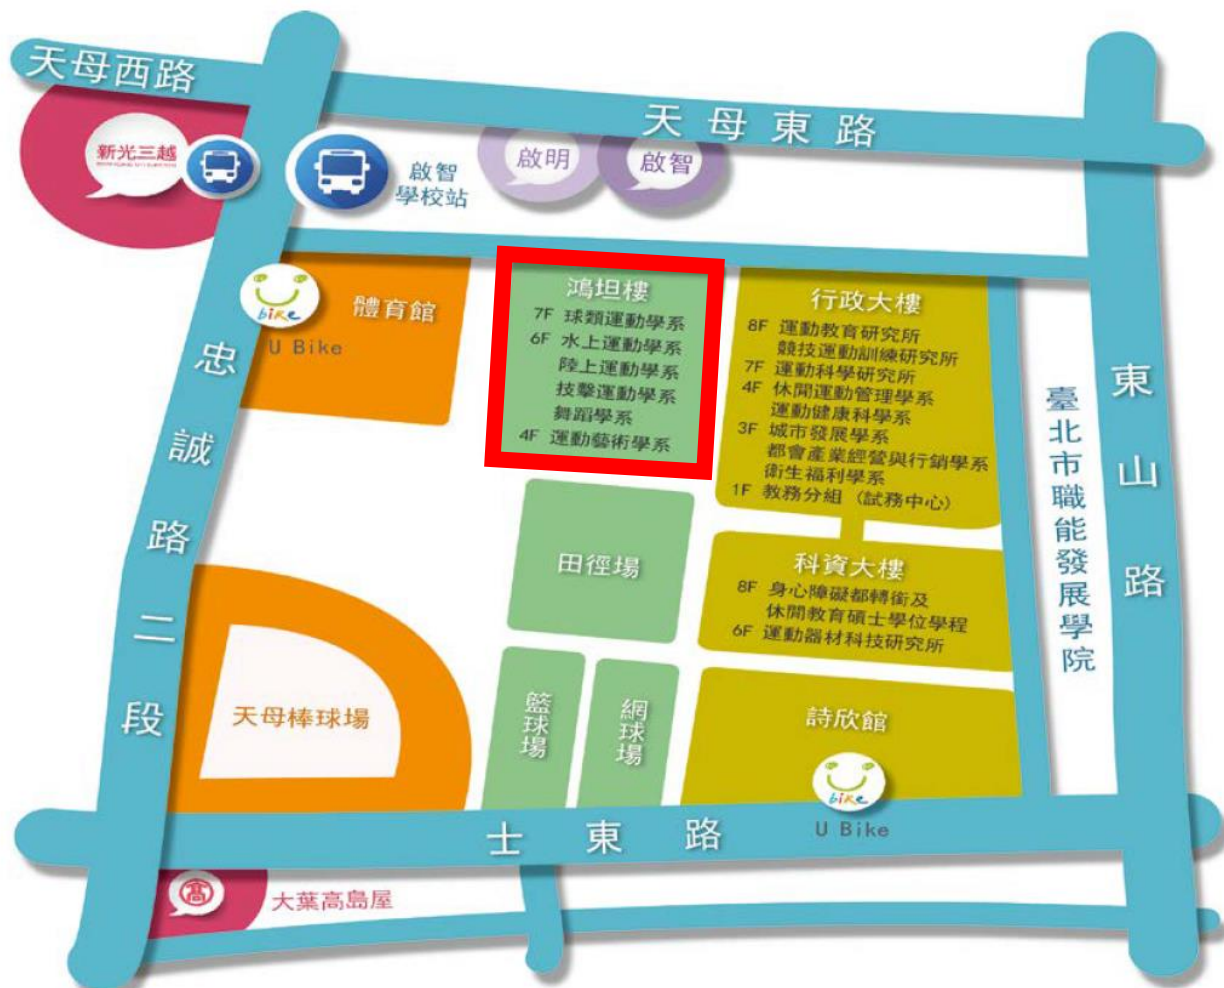 天母西路
天母東路
新光三越
啟智
學校站
啟明
啟智
體育館
U Bike
鴻坦樓
7F 球類運動學系
6F 水上運動學系
陸上運動學系
技擊運動學系
舞蹈學系
4F 運動藝術學系
行政大樓
8F 運動教育研究所
競技運動訓練研究所
7F 運動科學研究所
4F 休閒運動管理學系
運動健康科學系
3F 城市發展學系
都會產業經營與行銷學系
衛生福利學系
1F 教務分組（試務中心）
忠誠路二段
東山路
臺北市職能發展學院
田徑場
科資大樓
8F 身心障礙都轉銜及
休閒教育碩士學位學程
6F 運動器材科技研究所
天母棒球場
籃球場
網球場
詩欣館
bike
bike
U Bike
士東路
高
大葉高島屋